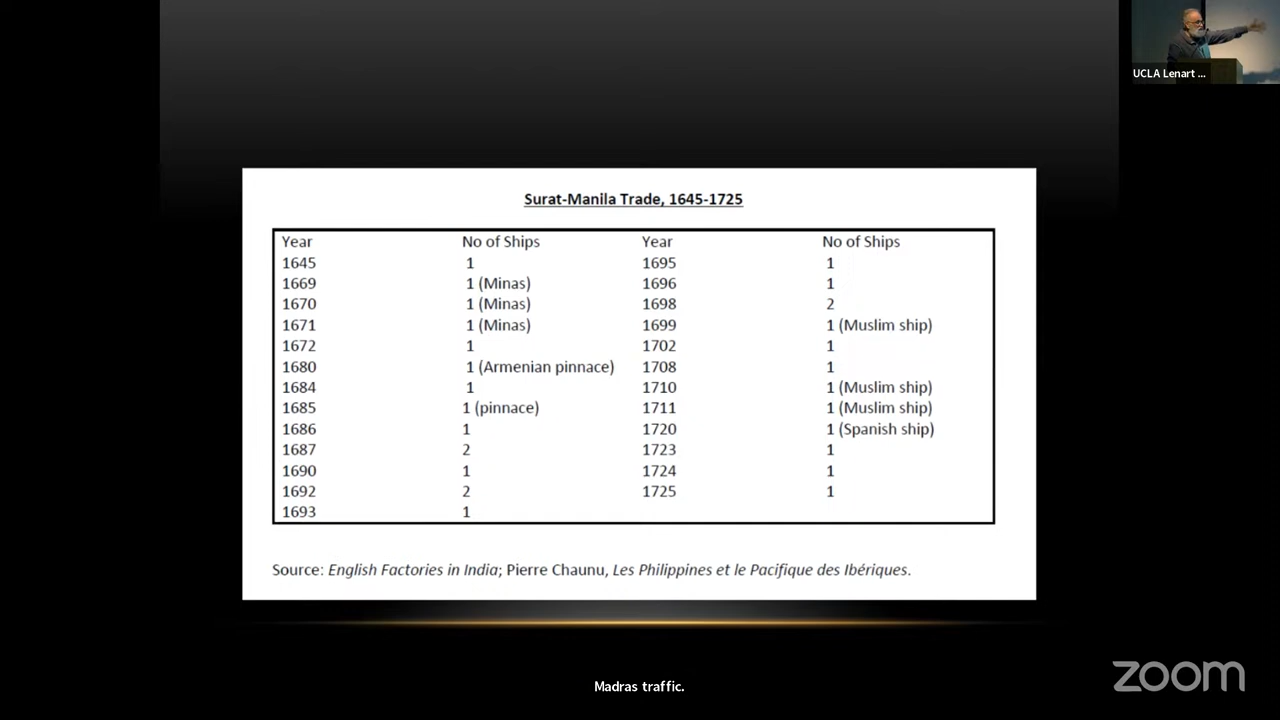 UCLA Lenart ...
Surat-Manila Trade, 1645-1725
Year No of Ships Year No of Ships
1645 1 1695 1
1669 1 (Minas) 1696 1
1670 1 (Minas) 1698 2
1671 1 (Minas) 1699 1 (Muslim ship)
1672 1 1702 1
1680 1 (Armenian pinnace) 1708 1
1684 1 1710 1 (Muslim ship)
1685 1 (pinnace) 1711 1 (Muslim ship)
1686 1 1720 1 (Spanish ship)
1687 2 1723 1
1690 1 1724 1
1692 2 1725 1
1693 1
Source: English Factories in India; Pierre Chaunu, Les Philippines et le Pacifique des Ibériques.
Madras traffic.
zoom